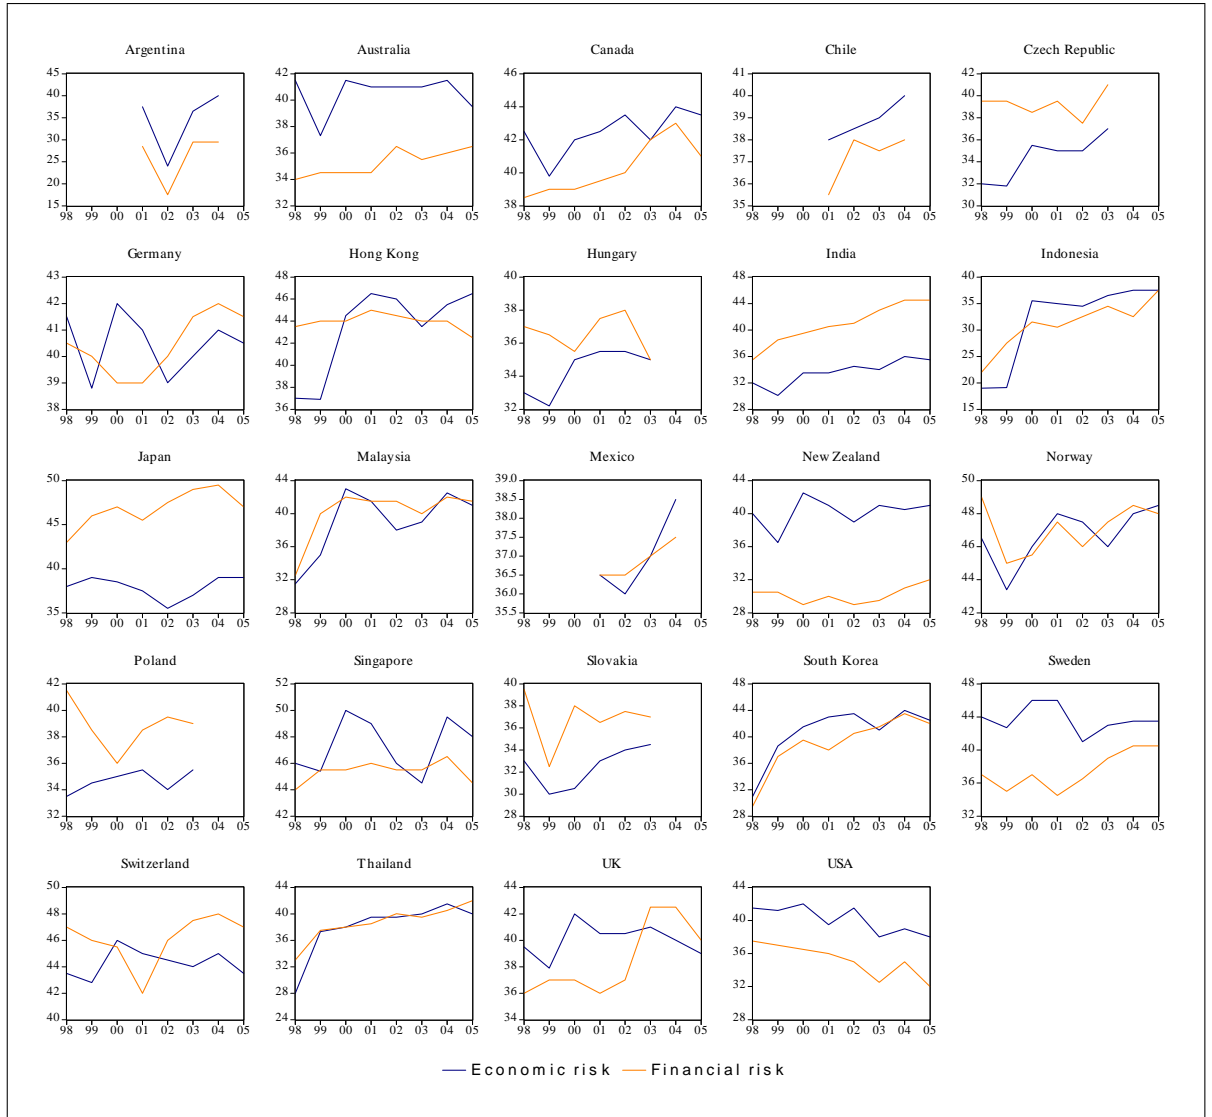 Argentina Australia Canada Chile Czech Republic
45 42 46 41 42
40 40 44 40 40
35 38 42 39 38
30 36 40 38 36
25 34 38 37 34
20 32 36 32
15 35 30
98 99 00 01 02 03 04 05 98 99 00 01 02 03 04 05 98 99 00 01 02 03 04 05 98 99 00 01 02 03 04 05 98 99 00 01 02 03 04 05
Germany Hong Kong Hungary India Indonesia
43 48 40 48 40
42 46 38 44 35
41 44 36 40 30
40 42 34 36 25
39 40 32 32 20
38 38 28 15
36
98 99 00 01 02 03 04 05 98 99 00 01 02 03 04 05 98 99 00 01 02 03 04 05 98 99 00 01 02 03 04 05 98 99 00 01 02 03 04 05
Japan Malaysia Mexico New Zealand Norway
50 44 39.0 44 50
45 40 38.5 40 48
40 36 38.0 36 46
35 32 37.5 32 44
28 37.0 28 42
36.5
36.0
35.5
98 99 00 01 02 03 04 05 98 99 00 01 02 03 04 05 98 99 00 01 02 03 04 05 98 99 00 01 02 03 04 05 98 99 00 01 02 03 04 05
Poland Singapore Slovakia South Korea Sweden
42 52 40 48 48
40 50 38 44 44
38 48 36 40 40
36 46 34 36 36
34 44 32 32 32
32 42 30 28
28
98 99 00 01 02 03 04 05 98 99 00 01 02 03 04 05 98 99 00 01 02 03 04 05 98 99 00 01 02 03 04 05 98 99 00 01 02 03 04 05
Switzerland Thailand UK USA
50 44 44 44
48 40 42 40
46 36 40 36
44 32 38 32
42 28 36 28
40 24 34
98 99 00 01 02 03 04 05 98 99 00 01 02 03 04 05 98 99 00 01 02 03 04 05 98 99 00 01 02 03 04 05
Economic risk Financial risk